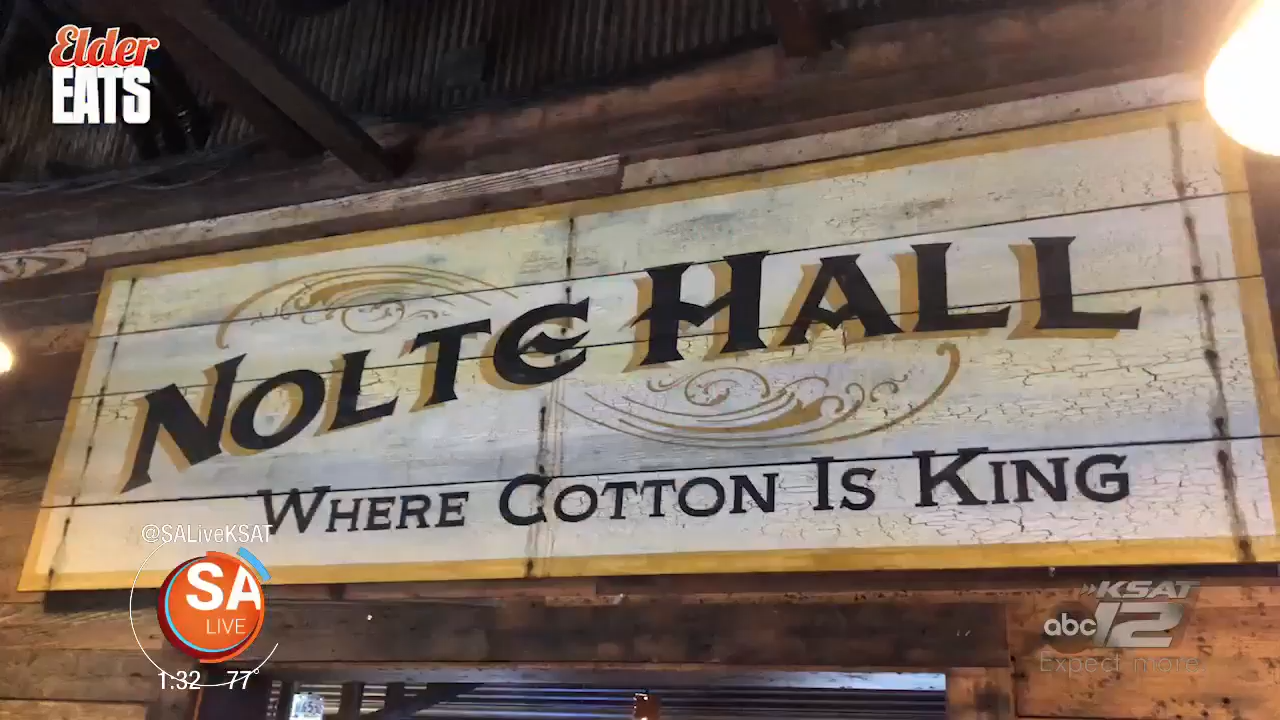 Elder
EATS
NOLTE HALL
WHERE COTTON IS KING
@SALiveKSAT
SA
LIVE
1:32 77°
KSAT
abc 12
Expect more